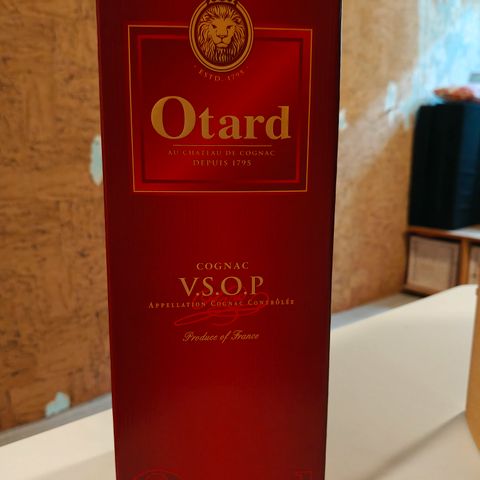 ESTD. 1795
Otard
AU CHATEAU DE COGNAC
DEPUIS 1795
COGNAC
V.S.O.P
APPELLATION COGNAC CONTRÔLÉE
Produce of France